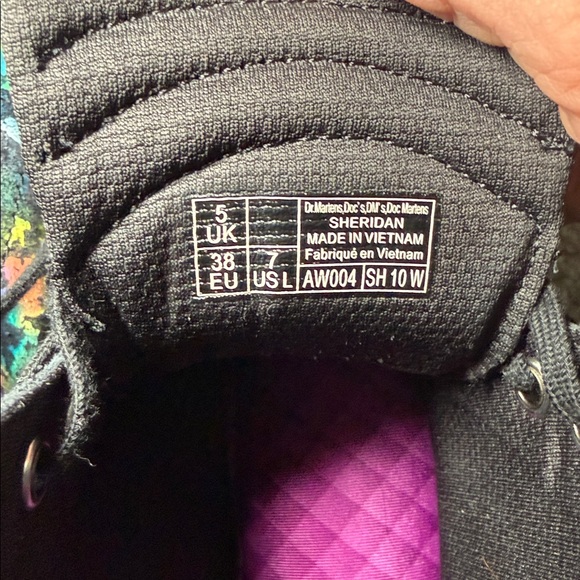 5
UK
38
EU
7
US L
Dr.Martens,Doc's,DM's,Doc Martens
SHERIDAN
MADE IN VIETNAM
Fabriqué en Vietnam
AW004
SH 10 W